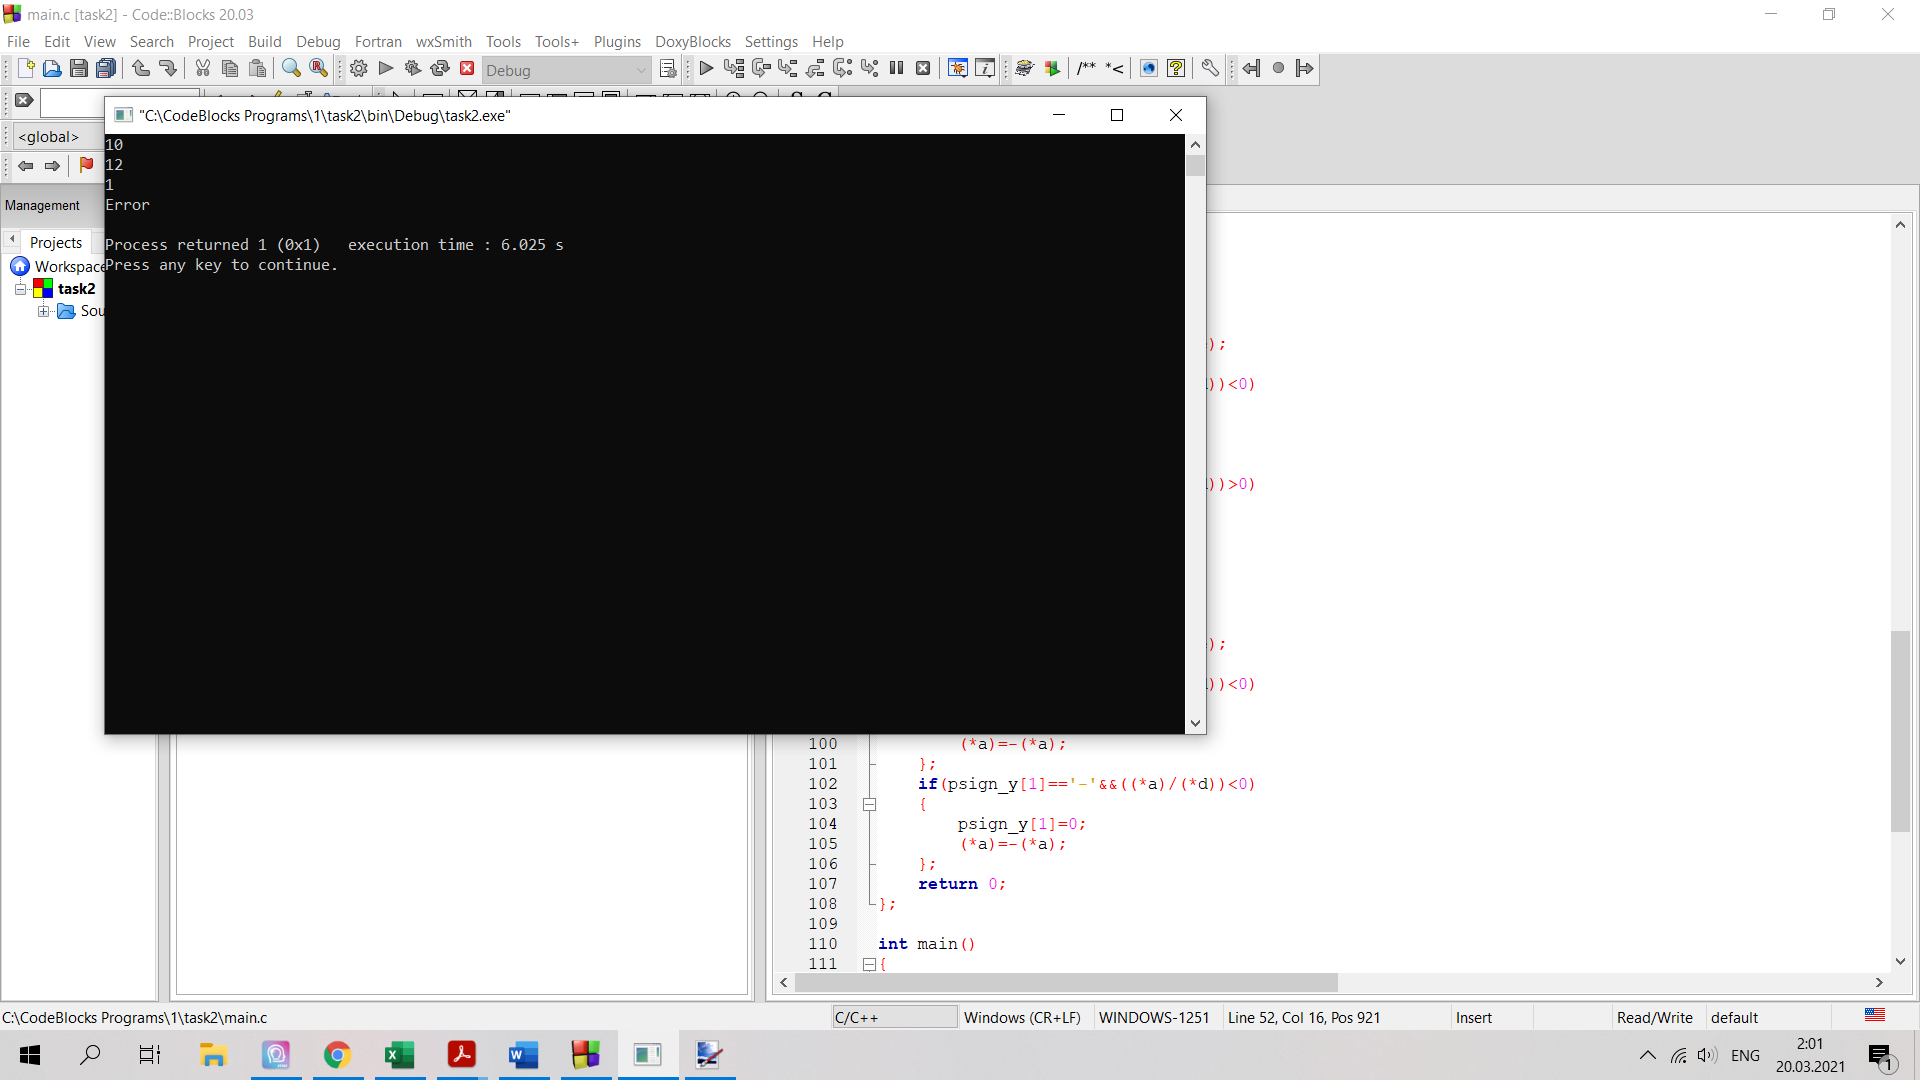 main.c [task2] - Code::Blocks 20.03
File Edit View Search Project Build Debug Fortran wxSmith Tools Tools+ Plugins DoxyBlocks Settings Help
Debug
/** *<
"C:\CodeBlocks Programs\1\task2\bin\Debug\task2.exe"
<global>
10
12
1
Error
Process returned 1 (0x1)   execution time : 6.025 s
Press any key to continue.
Management
Projects
Workspace
task2
Sou
);
))<0)
))>0)
);
))<0)
100 (*a)=-(*a);
101 };
102 if(psign_y[1]=='-'&&((*a)/(*d))<0)
103 {
104 psign_y[1]=0;
105 (*a)=-(*a);
106 };
107 return 0;
108 };
109
110 int main()
111 {
C:\CodeBlocks Programs\1\task2\main.c
C/C++
Windows (CR+LF)
WINDOWS-1251
Line 52, Col 16, Pos 921
Insert
Read/Write
default
ENG
2:01
20.03.2021
1